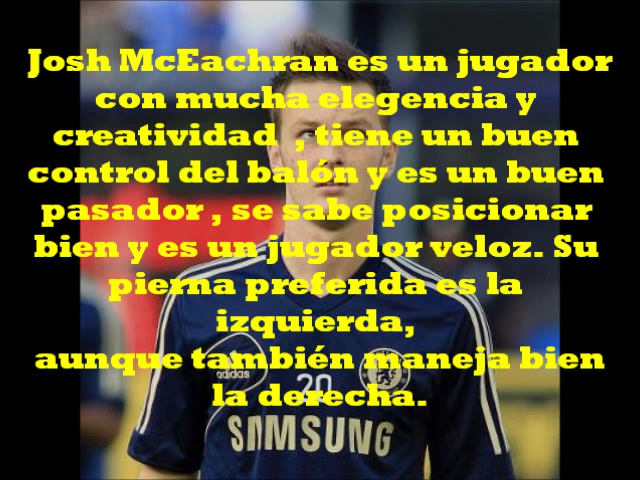 Josh McEachran es un jugador
con mucha elegencia y
creatividad , tiene un buen
control del balón y es un buen
pasador , se sabe posicionar
bien y es un jugador veloz. Su
pierna preferida es la
izquierda,
aunque también maneja bien
la derecha.
adidas
20
SAMSUNG